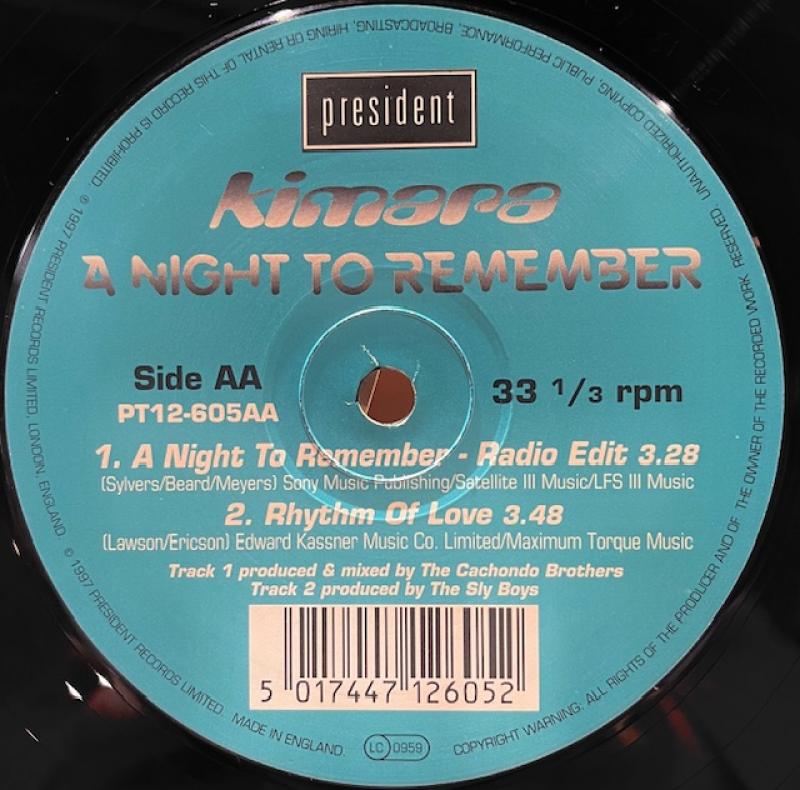 president
kimara
A NIGHT TO REMEMBER
Side AA
PT12-605AA
33 1/3 rpm
1. A Night To Remember - Radio Edit 3.28
(Sylvers/Beard/Meyers) Sony Music Publishing/Satellite III Music/LFS III Music
2. Rhythm Of Love 3.48
(Lawson/Ericson) Edward Kassner Music Co. Limited/Maximum Torque Music
Track 1 produced & mixed by The Cachondo Brothers
Track 2 produced by The Sly Boys
5 017447 126052
LC 0959
℗ 1997 PRESIDENT RECORDS LIMITED, LONDON, ENGLAND. © 1997 PRESIDENT RECORDS LIMITED. MADE IN ENGLAND.
COPYRIGHT WARNING: ALL RIGHTS OF THE PRODUCER AND OF THE OWNER OF THE RECORDED WORK RESERVED. UNAUTHORIZED COPYING, PUBLIC PERFORMANCE, BROADCASTING, HIRING OR RENTAL OF THIS RECORD IS PROHIBITED.